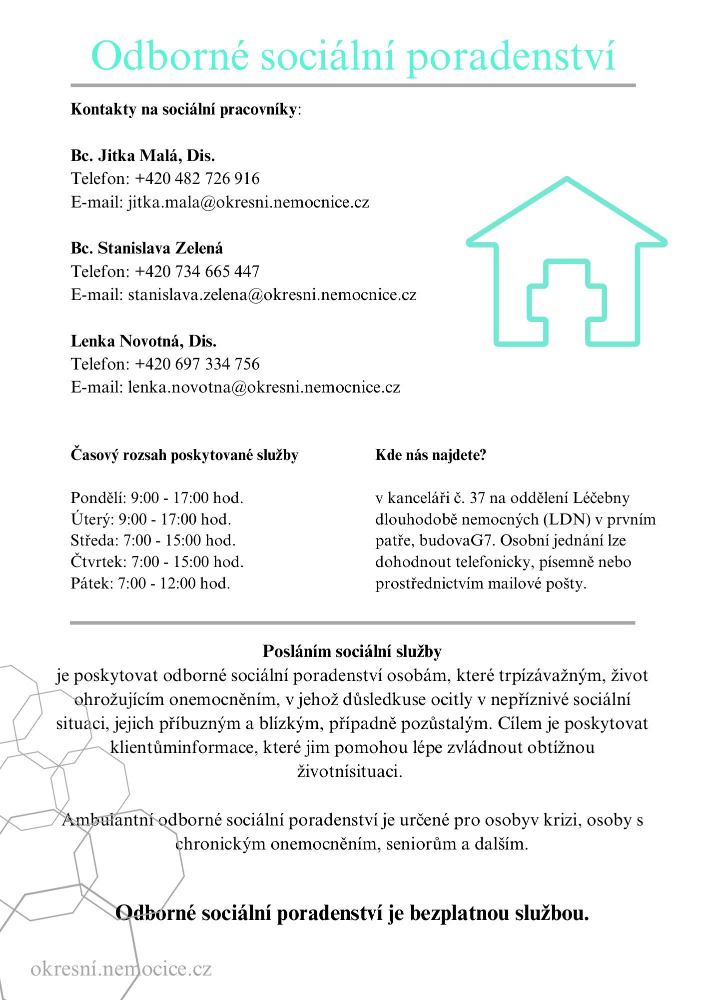 Odborné sociální poradenství
Kontakty na sociální pracovníky:
Bc. Jitka Malá, Dis.
Telefon: +420 482 726 916
E-mail: jitka.mala@okresni.nemocnice.cz
Bc. Stanislava Zelená
Telefon: +420 734 665 447
E-mail: stanislava.zelena@okresni.nemocnice.cz
Lenka Novotná, Dis.
Telefon: +420 697 334 756
E-mail: lenka.novotna@okresni.nemocnice.cz
Časový rozsah poskytované služby
Pondělí: 9:00 - 17:00 hod.
Úterý: 9:00 - 17:00 hod.
Středa: 7:00 - 15:00 hod.
Čtvrtek: 7:00 - 15:00 hod.
Pátek: 7:00 - 12:00 hod.
Kde nás najdete?
v kanceláři č. 37 na oddělení Léčebny
dlouhodobě nemocných (LDN) v prvním
patře, budovaG7. Osobní jednání lze
dohodnout telefonicky, písemně nebo
prostřednictvím mailové pošty.
Posláním sociální služby
je poskytovat odborné sociální poradenství osobám, které trpízávažným, život
ohrožujícím onemocněním, v jehož důsledkuse ocitly v nepříznivé sociální
situaci, jejich příbuzným a blízkým, případně pozůstalým. Cílem je poskytovat
klientůminformace, které jim pomohou lépe zvládnout obtížnou
životnísituaci.
Ambulantní odborné sociální poradenství je určené pro osobyv krizi, osoby s
chronickým onemocněním, seniorům a dalším.
Odborné sociální poradenství je bezplatnou službou.
okresní.nemocice.cz